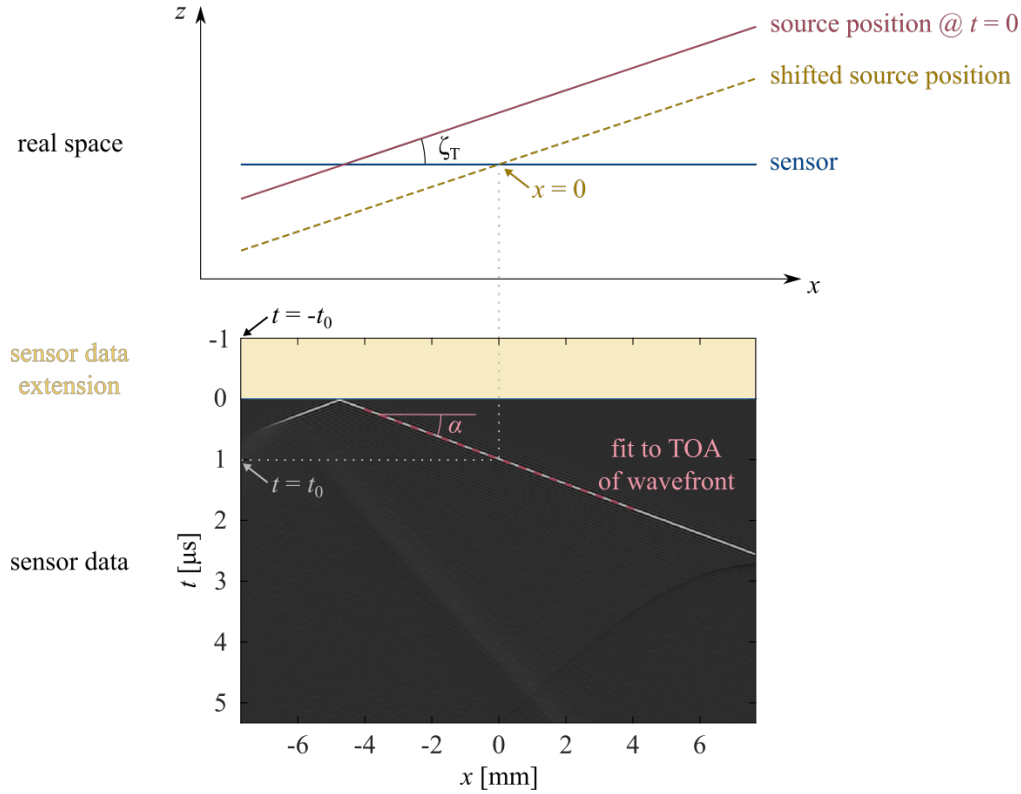 z
source position @ t = 0
shifted source position
real space
ζT
sensor
x = 0
x
t = -t0
sensor data
extension
-1
0
α
fit to TOA
of wavefront
1
t = t0
2
sensor data
t [μs]
3
4
5
-6 -4 -2 0 2 4 6
x [mm]